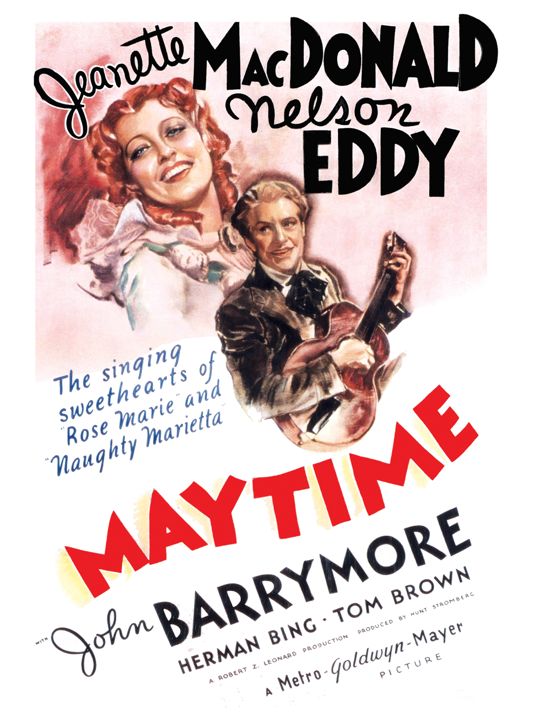 Jeanette MacDONALD
Nelson
EDDY
The singing
sweethearts of
"Rose Marie" and
"Naughty Marietta"
MAYTIME
WITH John BARRYMORE
HERMAN BING · TOM BROWN
A ROBERT Z. LEONARD PRODUCTION PRODUCED BY HUNT STROMBERG
A Metro-Goldwyn-Mayer
PICTURE